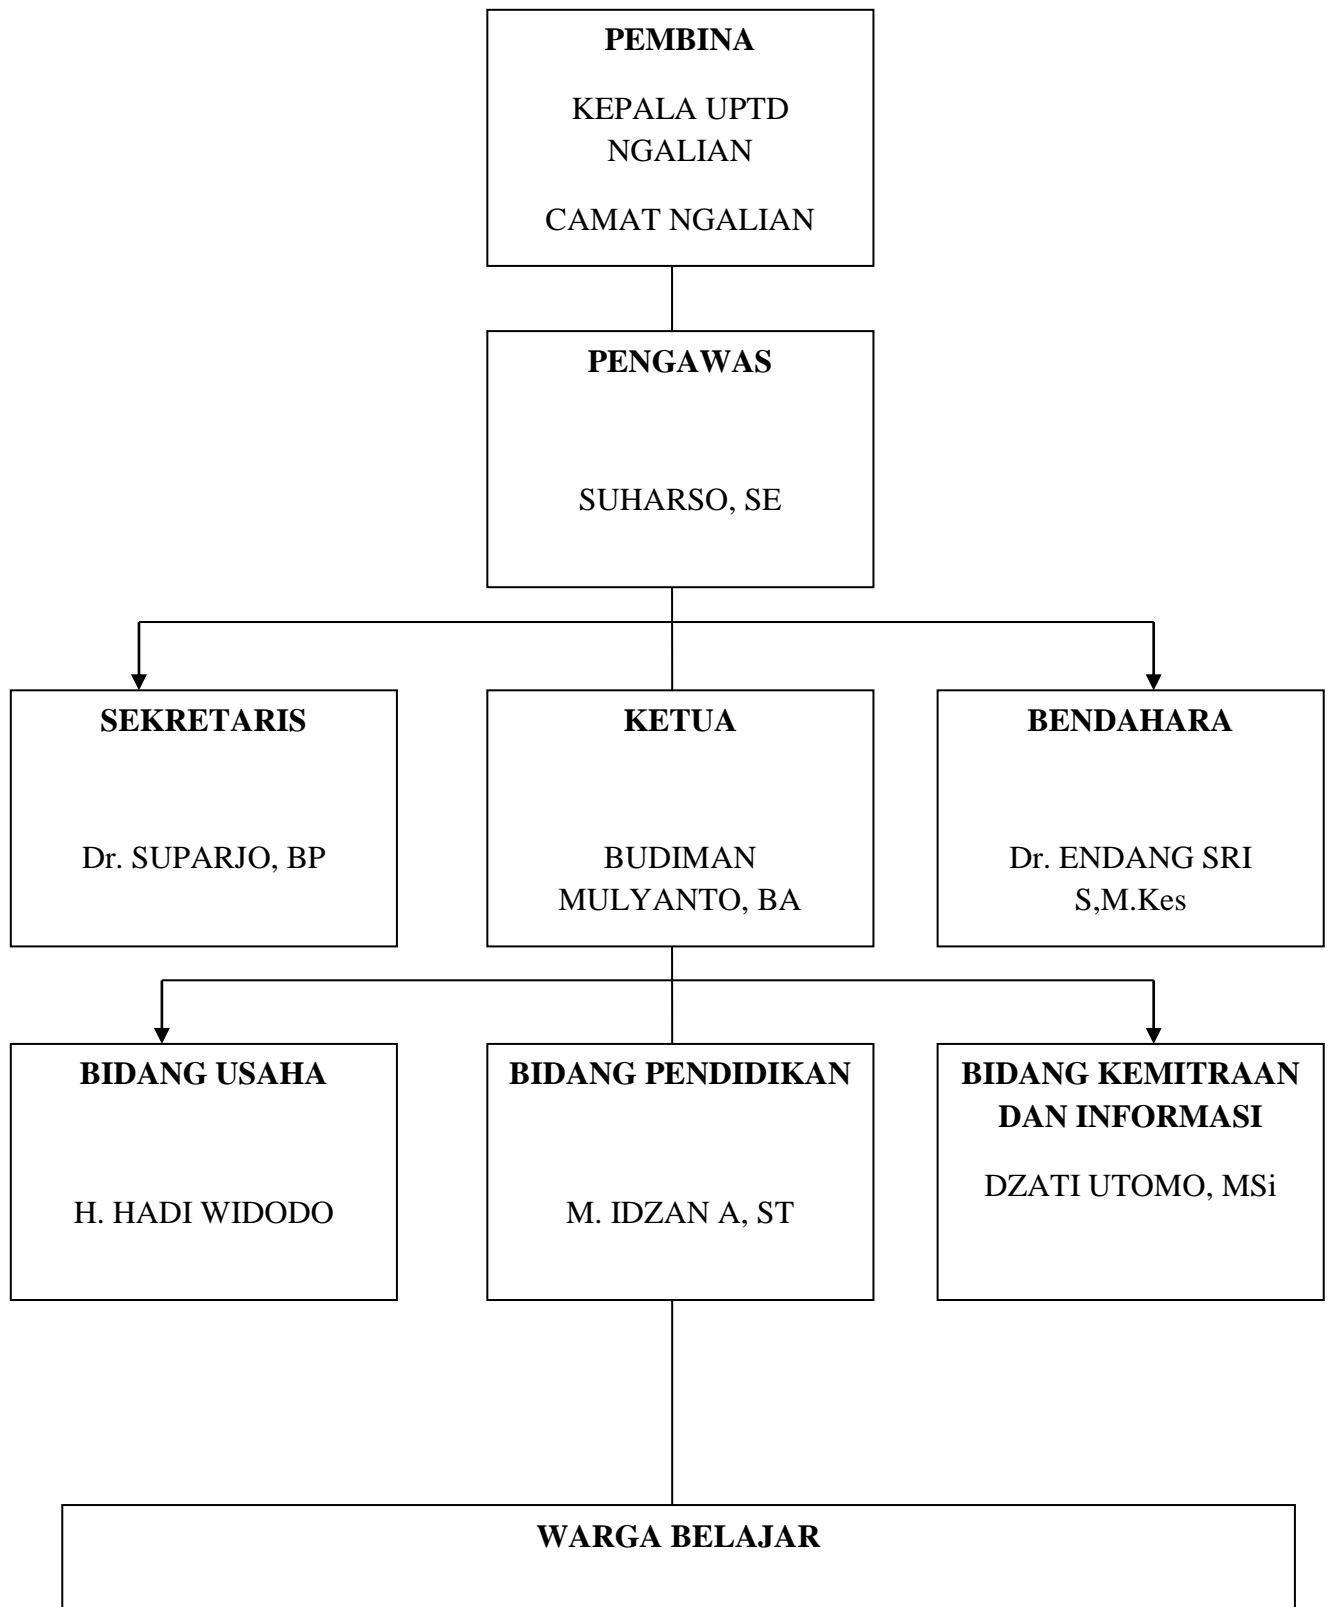 PEMBINA
KEPALA UPTD
NGALIAN
CAMAT NGALIAN
PENGAWAS
SUHARSO, SE
SEKRETARIS
Dr. SUPARJO, BP
KETUA
BUDIMAN
MULYANTO, BA
BENDAHARA
Dr. ENDANG SRI
S,M.Kes
BIDANG USAHA
H. HADI WIDODO
BIDANG PENDIDIKAN
M. IDZAN A, ST
BIDANG KEMITRAAN
DAN INFORMASI
DZATI UTOMO, MSi
WARGA BELAJAR